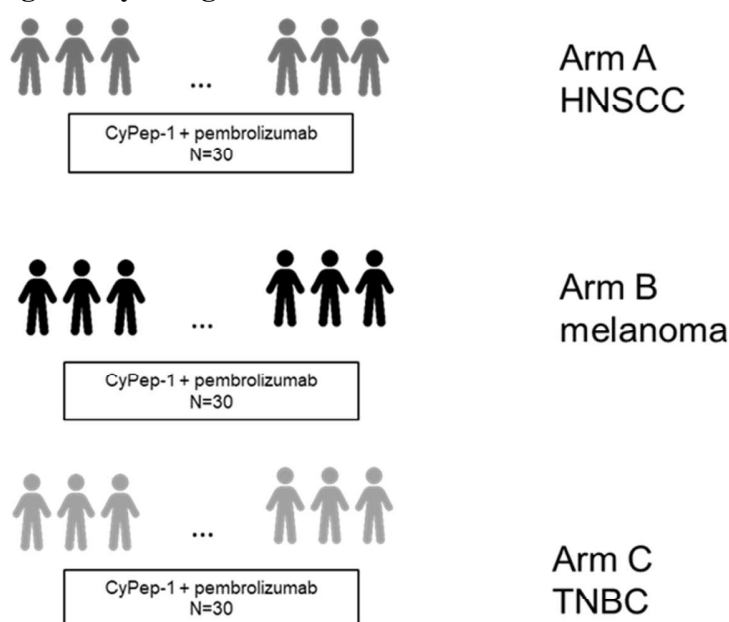 ...
Arm A
HNSCC
CyPep-1 + pembrolizumab
N=30
...
Arm B
melanoma
CyPep-1 + pembrolizumab
N=30
...
Arm C
TNBC
CyPep-1 + pembrolizumab
N=30